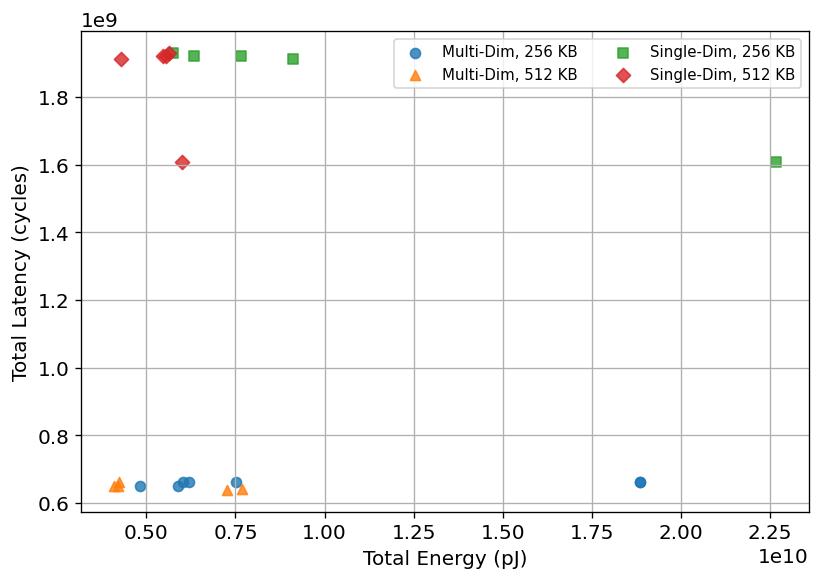 1e9
Multi-Dim, 256 KB
Multi-Dim, 512 KB
Single-Dim, 256 KB
Single-Dim, 512 KB
Total Latency (cycles)
1.8
1.6
1.4
1.2
1.0
0.8
0.6
0.50
0.75
1.00
1.25
1.50
1.75
2.00
2.25
Total Energy (pJ)
1e10